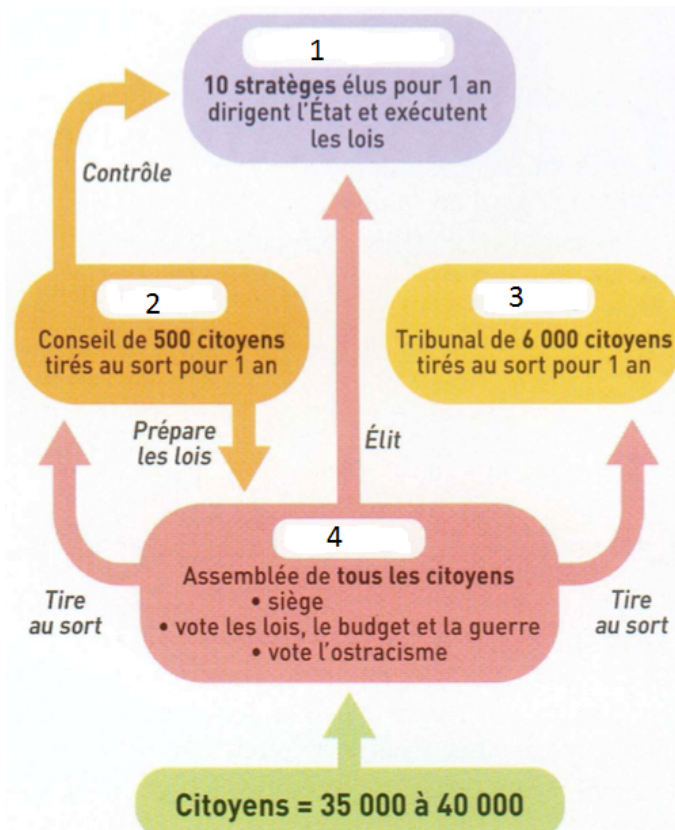 1
10 stratèges élus pour 1 an
dirigent l'État et exécutent
les lois
Contrôle
2
Conseil de 500 citoyens
tirés au sort pour 1 an
3
Tribunal de 6 000 citoyens
tirés au sort pour 1 an
Prépare
les lois
Élit
4
Assemblée de tous les citoyens
• siège
• vote les lois, le budget et la guerre
• vote l'ostracisme
Tire
au sort
Tire
au sort
Citoyens = 35 000 à 40 000